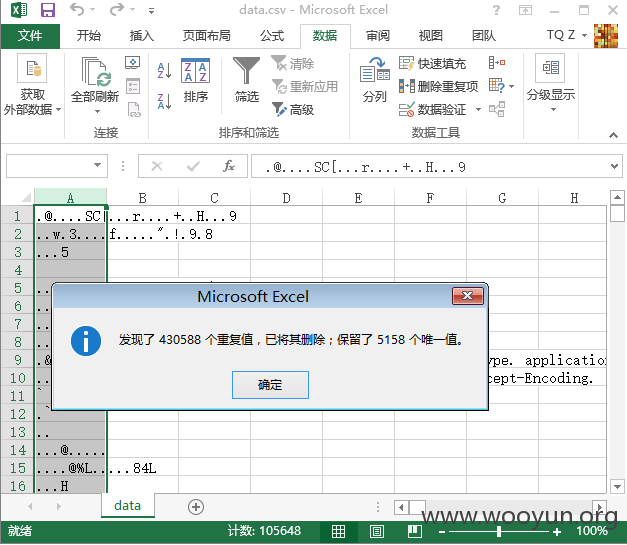 data.csv - Microsoft Excel
文件 开始 插入 页面布局 公式 数据 审阅 视图 团队 TQ Z
获取
外部数据
全部刷新
连接
排序
筛选
清除
重新应用
高级
排序和筛选
分列
快速填充
删除重复项
数据验证
数据工具
分级显示
fx .@....SC[...r....+..H...9
A B C D E F G H
1 .@....SC[...r....+..H...9
2 ..w.3....f.....".!.9.8
3 ...5
4
5
6
7
8
9 ype. application
10 cept-Encoding.
11
12
13 ..
14 ...@.....
15 ....@%L.....84L
16 ...H
Microsoft Excel
发现了 430588 个重复值，已将其删除；保留了 5158 个唯一值。
确定
data
就绪 计数: 105648 100%
www.wooyun.org